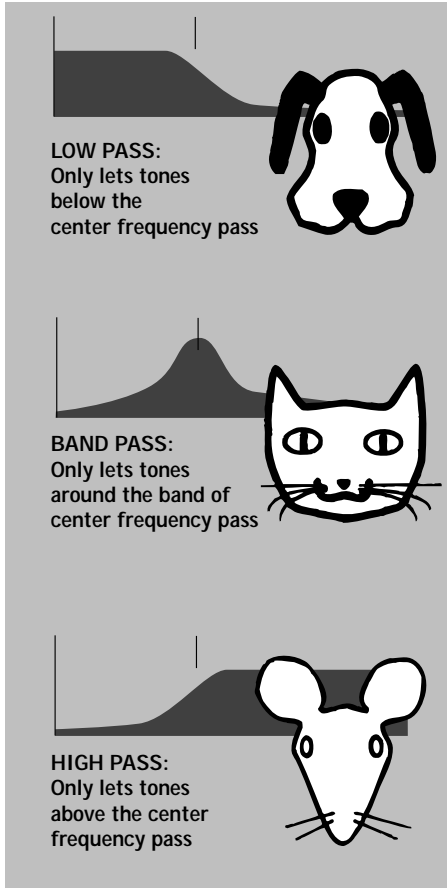 LOW PASS:
Only lets tones
below the
center frequency pass
BAND PASS:
Only lets tones
around the band of
center frequency pass
HIGH PASS:
Only lets tones
above the center
frequency pass